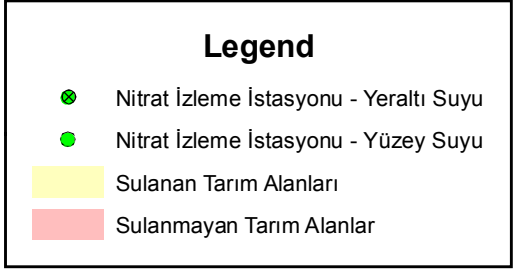 Legend
Nitrat İzleme İstasyonu - Yeraltı Suyu
Nitrat İzleme İstasyonu - Yüzey Suyu
Sulanan Tarım Alanları
Sulanmayan Tarım Alanlar